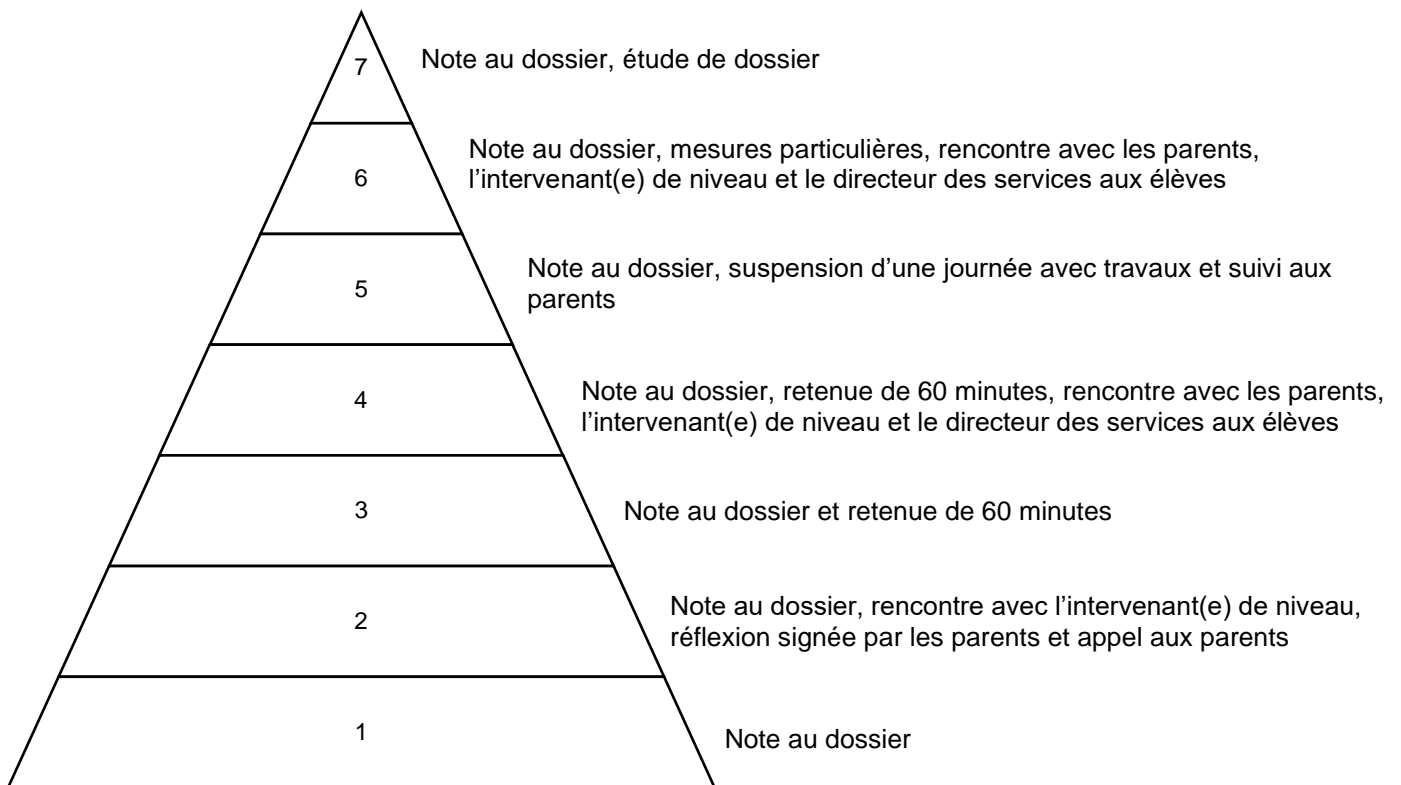 7
Note au dossier, étude de dossier
Note au dossier, mesures particulières, rencontre avec les parents,
6
l’intervenant(e) de niveau et le directeur des services aux élèves
Note au dossier, suspension d’une journée avec travaux et suivi aux
5
parents
Note au dossier, retenue de 60 minutes, rencontre avec les parents,
4
l’intervenant(e) de niveau et le directeur des services aux élèves
3
Note au dossier et retenue de 60 minutes
Note au dossier, rencontre avec l’intervenant(e) de niveau,
2
réflexion signée par les parents et appel aux parents
1
Note au dossier